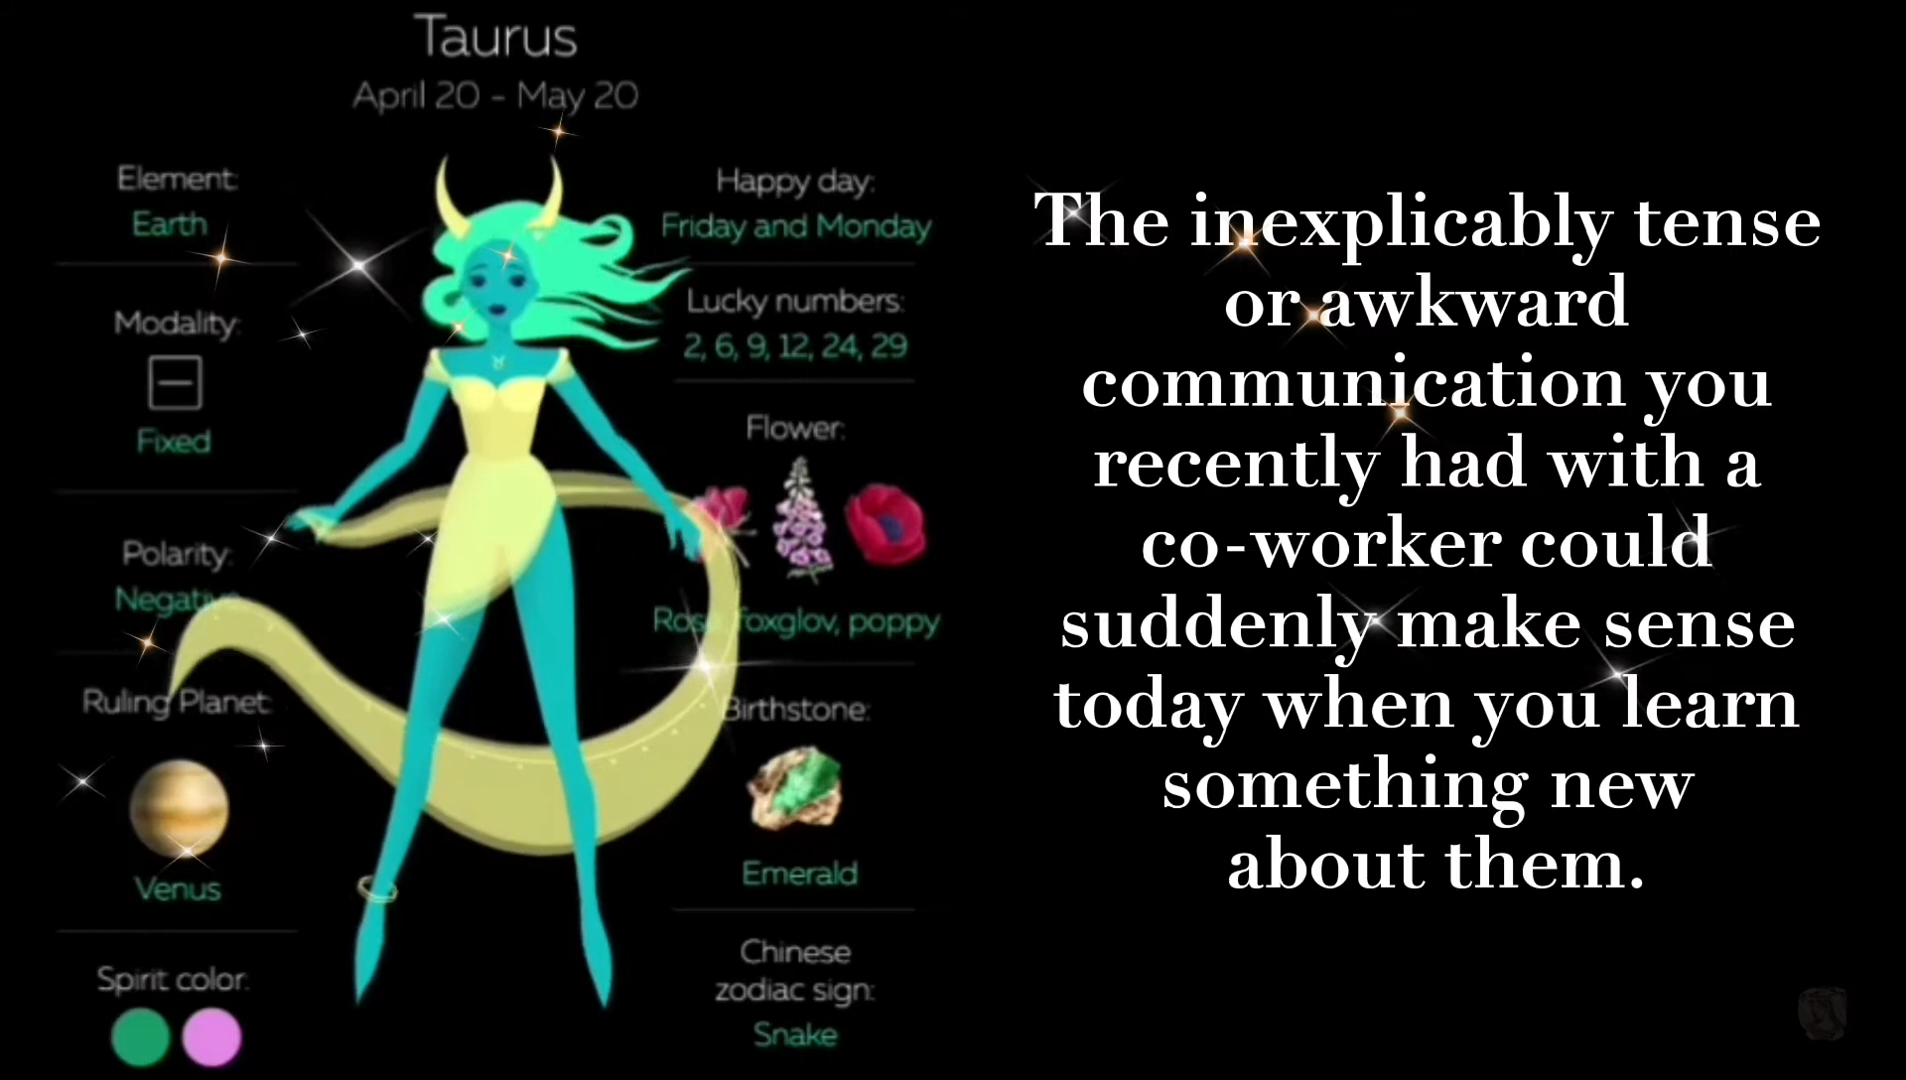 Taurus
April 20 - May 20
Element:
Earth
Modality:
Fixed
Polarity:
Negative
Ruling Planet:
Venus
Spirit color:
Happy day:
Friday and Monday
Lucky numbers:
2, 6, 9, 12, 24, 29
Flower:
Rose, foxglov, poppy
Birthstone:
Emerald
Chinese
zodiac sign:
Snake
The inexplicably tense
or awkward
communication you
recently had with a
co-worker could
suddenly make sense
today when you learn
something new
about them.